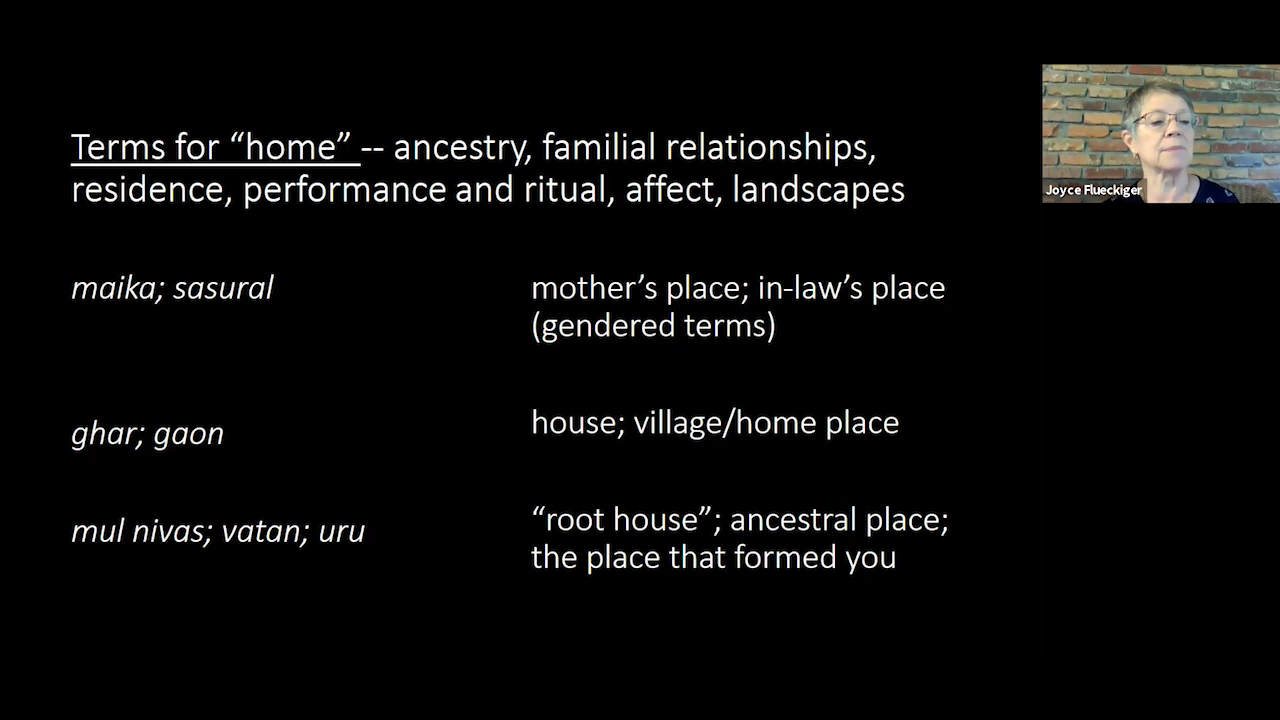 Terms for “home” -- ancestry, familial relationships,
residence, performance and ritual, affect, landscapes
maika; sasural
mother’s place; in-law’s place
(gendered terms)
ghar; gaon
house; village/home place
mul nivas; vatan; uru
“root house”; ancestral place;
the place that formed you
Joyce Flueckiger